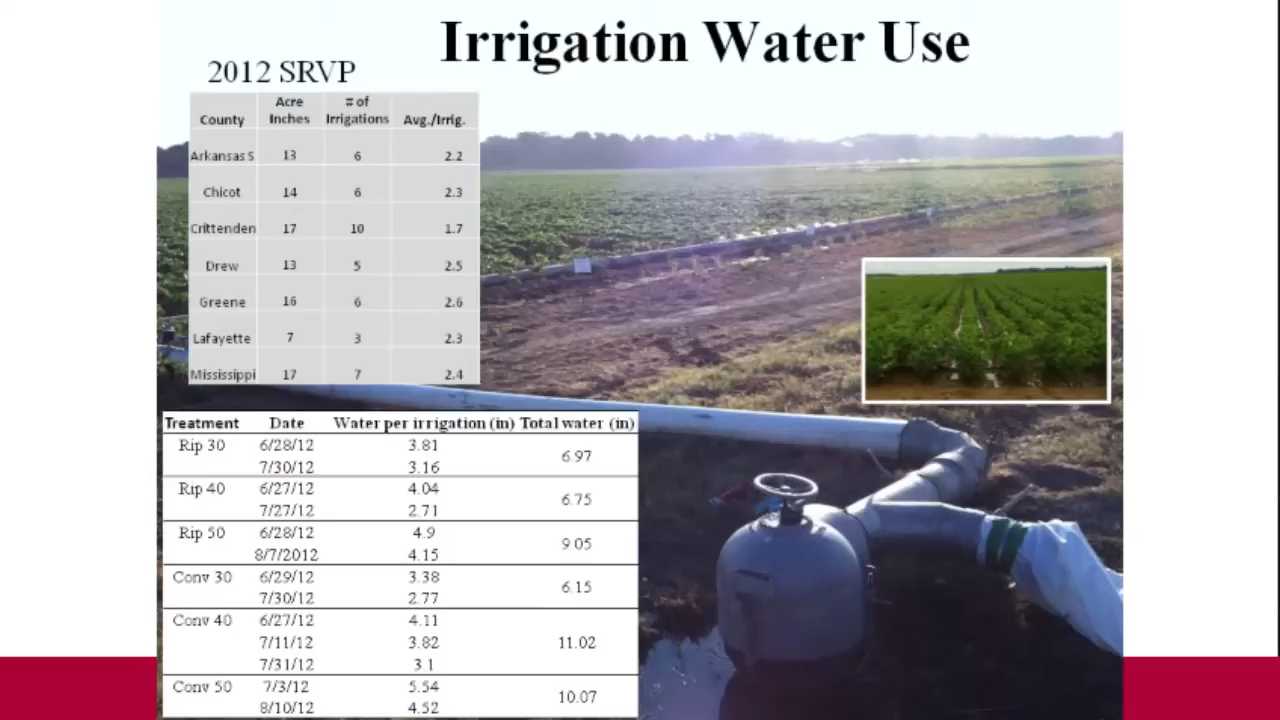 Irrigation Water Use
2012 SRVP
County Acre Inches # of Irrigations Avg./Irrig.
Arkansas S 13 6 2.2
Chicot 14 6 2.3
Crittenden 17 10 1.7
Drew 13 5 2.5
Greene 16 6 2.6
Lafayette 7 3 2.3
Mississippi 17 7 2.4
Treatment Date Water per irrigation (in) Total water (in)
Rip 30 6/28/12 3.81 6.97
7/30/12 3.16
Rip 40 6/27/12 4.04 6.75
7/27/12 2.71
Rip 50 6/28/12 4.9 9.05
8/7/2012 4.15
Conv 30 6/29/12 3.38 6.15
7/30/12 2.77
Conv 40 6/27/12 4.11 11.02
7/11/12 3.82
7/31/12 3.1
Conv 50 7/3/12 5.54 10.07
8/10/12 4.52